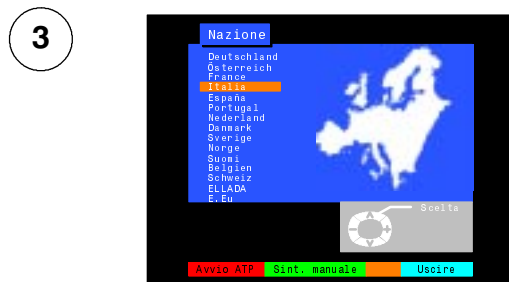 3
Nazione
Deutschland
Österreich
France
Italia
España
Portugal
Nederland
Danmark
Sverige
Norge
Suomi
Belgien
Schweiz
ELLADA
E.Eu
Scelta
Avvio ATP Sint. manuale Uscire